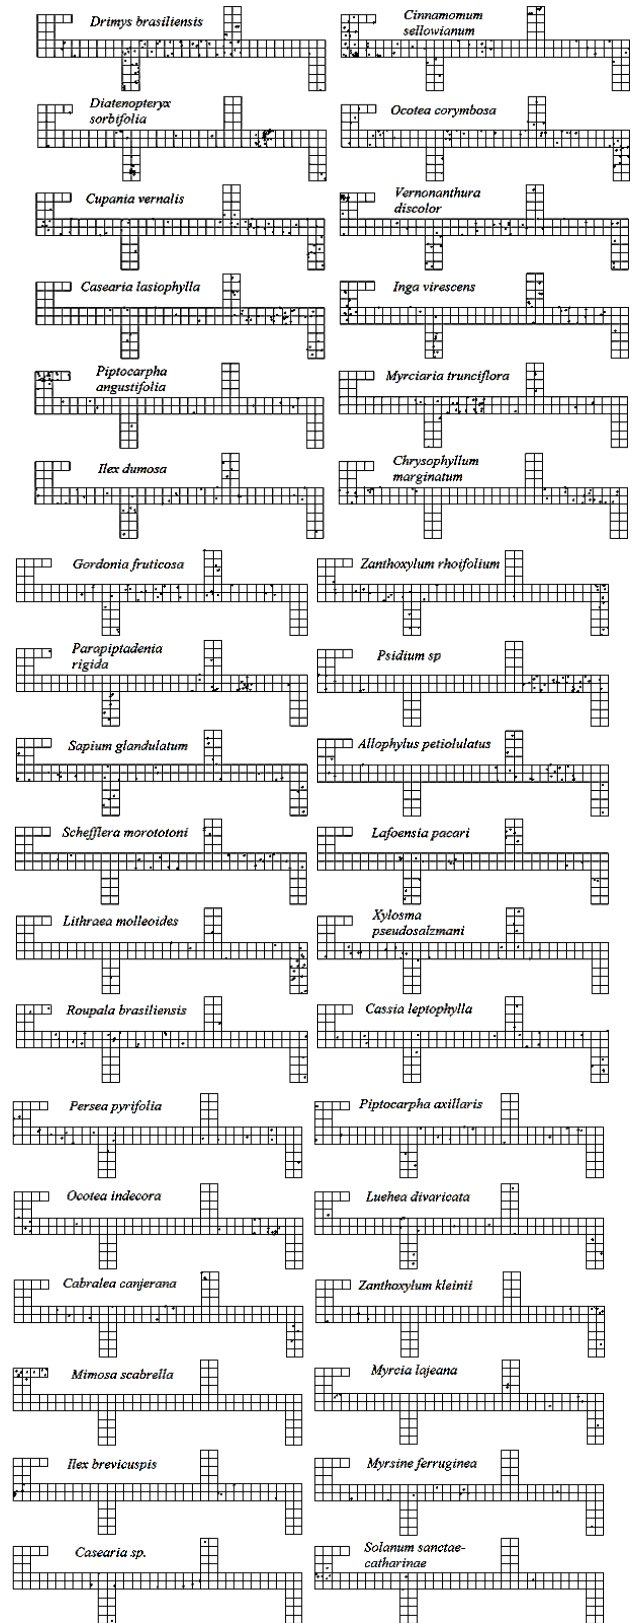 Drimys brasiliensis
Cinnamomum
sellowianum
Diatenopteryx
sorbifolia
Ocotea corymbosa
Cupania vernalis
Vernonanthura
discolor
Casearia lasiophylla
Inga virescens
Piptocarpha
angustifolia
Myrciaria trunciflora
Ilex dumosa
Chrysophyllum
marginatum
Gordonia fruticosa
Zanthoxylum rhoifolium
Parapiptadenia
rigida
Psidium sp
Sapium glandulatum
Allophylus petiolulatus
Schefflera morototoni
Lafoensia pacari
Lithraea molleoides
Xylosma
pseudosalzmani
Roupala brasiliensis
Cassia leptophylla
Persea pyrifolia
Piptocarpha axillaris
Ocotea indecora
Luehea divaricata
Cabralea canjerana
Zanthoxylum kleinii
Mimosa scabrella
Myrcia lajeana
Ilex brevicuspis
Myrsine ferruginea
Casearia sp.
Solanum sanctae-
catharinae